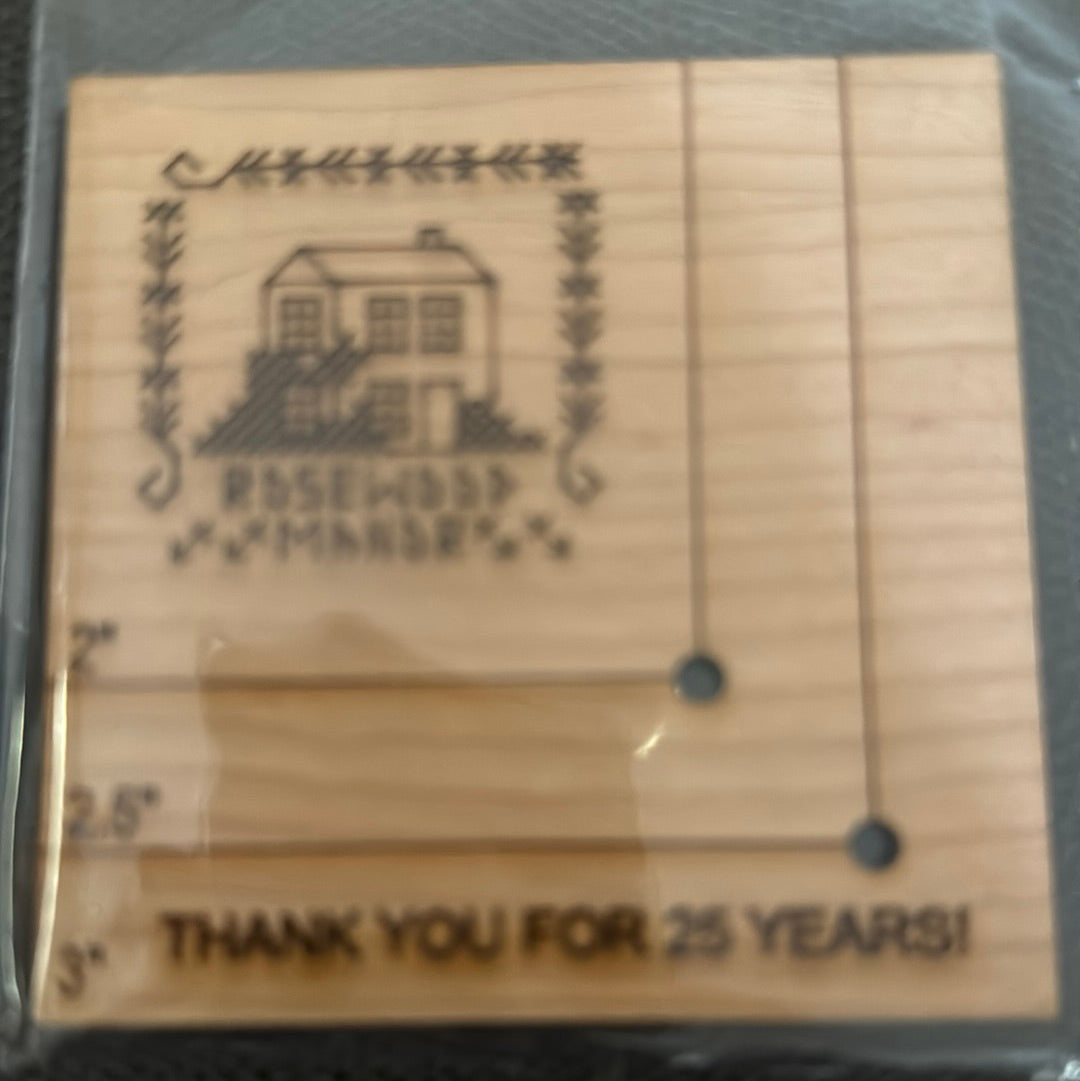 ROSEWOOD
MANOR
2"
2.5"
THANK YOU FOR 25 YEARS!
3"